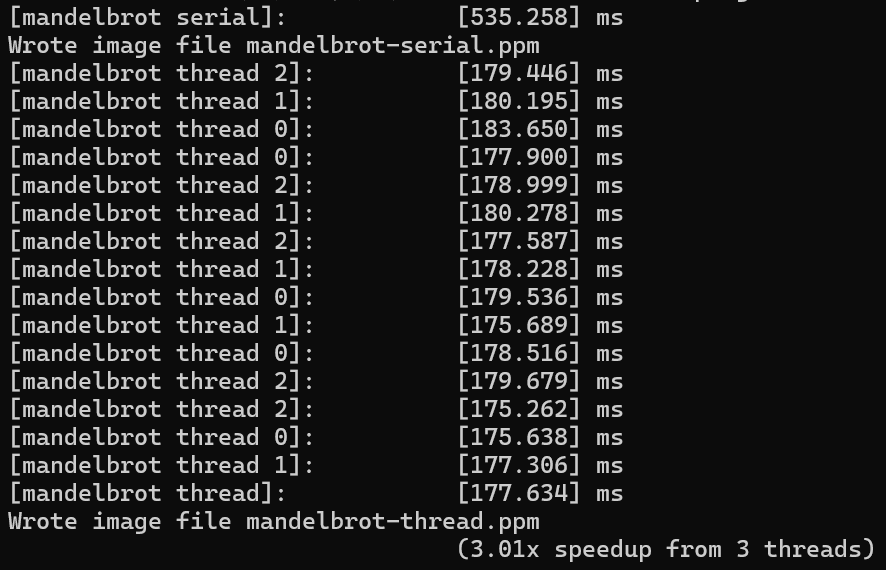 [mandelbrot serial]: [535.258] ms
Wrote image file mandelbrot-serial.ppm
[mandelbrot thread 2]: [179.446] ms
[mandelbrot thread 1]: [180.195] ms
[mandelbrot thread 0]: [183.650] ms
[mandelbrot thread 0]: [177.900] ms
[mandelbrot thread 2]: [178.999] ms
[mandelbrot thread 1]: [180.278] ms
[mandelbrot thread 2]: [177.587] ms
[mandelbrot thread 1]: [178.228] ms
[mandelbrot thread 0]: [179.536] ms
[mandelbrot thread 1]: [175.689] ms
[mandelbrot thread 0]: [178.516] ms
[mandelbrot thread 2]: [179.679] ms
[mandelbrot thread 2]: [175.262] ms
[mandelbrot thread 0]: [175.638] ms
[mandelbrot thread 1]: [177.306] ms
[mandelbrot thread]: [177.634] ms
Wrote image file mandelbrot-thread.ppm
(3.01x speedup from 3 threads)